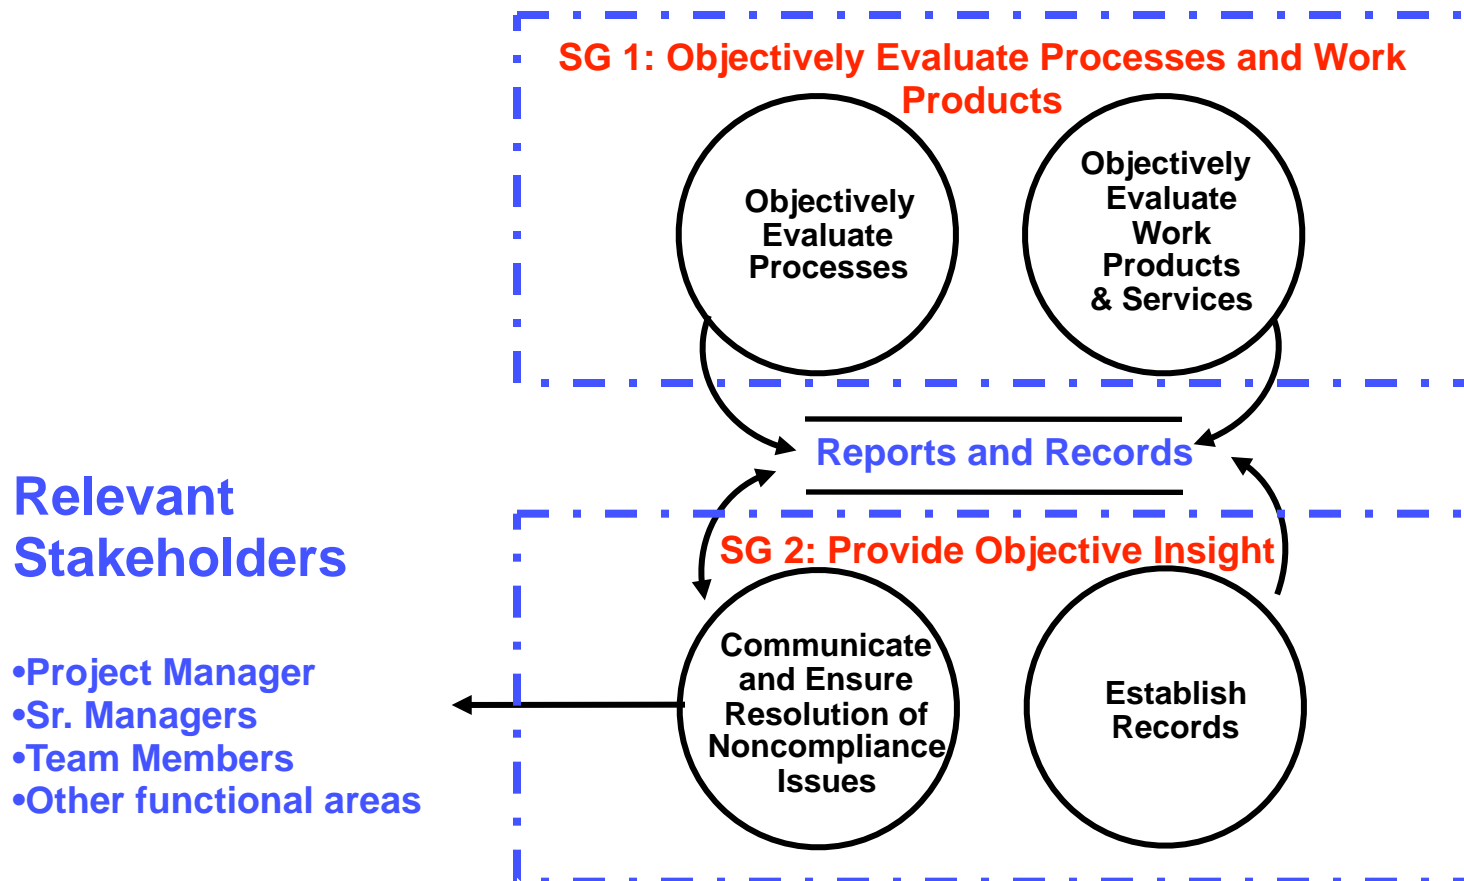 SG 1: Objectively Evaluate Processes and Work
Products
Objectively
Evaluate
Processes
Objectively
Evaluate
Work
Products
& Services
Reports and Records
Relevant
Stakeholders
•Project Manager
•Sr. Managers
•Team Members
•Other functional areas
SG 2: Provide Objective Insight
Communicate
and Ensure
Resolution of
Noncompliance
Issues
Establish
Records